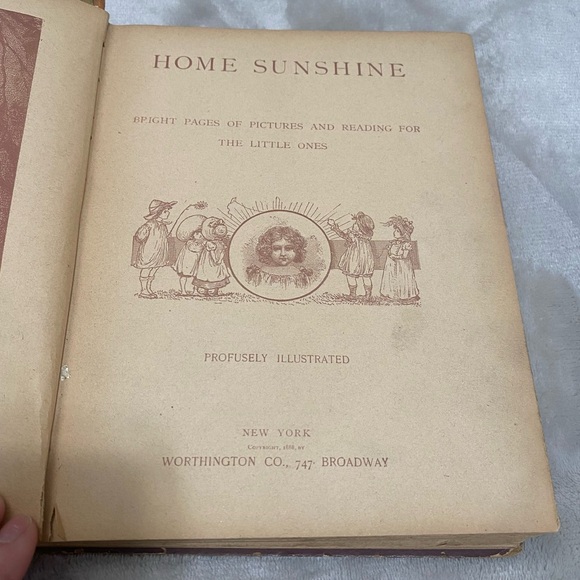 HOME SUNSHINE
BRIGHT PAGES OF PICTURES AND READING FOR
THE LITTLE ONES
PROFUSELY ILLUSTRATED
NEW YORK
COPYRIGHT, 1888, BY
WORTHINGTON CO., 747 BROADWAY